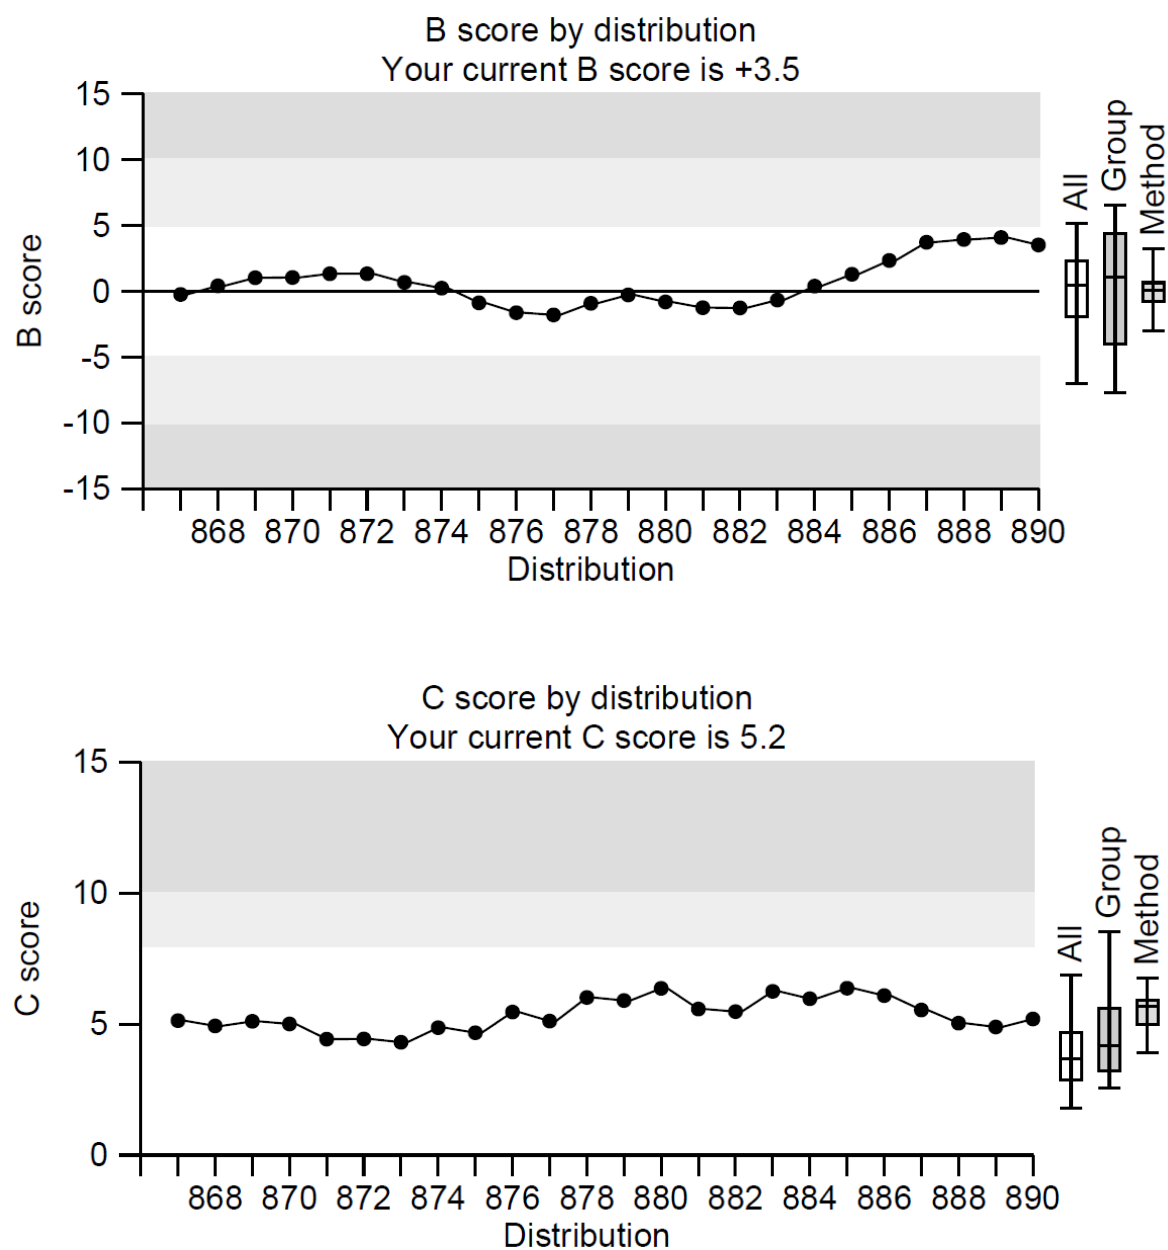 B score by distribution
Your current B score is +3.5
15
10
5
0
-5
-10
-15
B score
All
Group
Method
868 870 872 874 876 878 880 882 884 886 888 890
Distribution
C score by distribution
Your current C score is 5.2
15
10
5
0
C score
All
Group
Method
868 870 872 874 876 878 880 882 884 886 888 890
Distribution